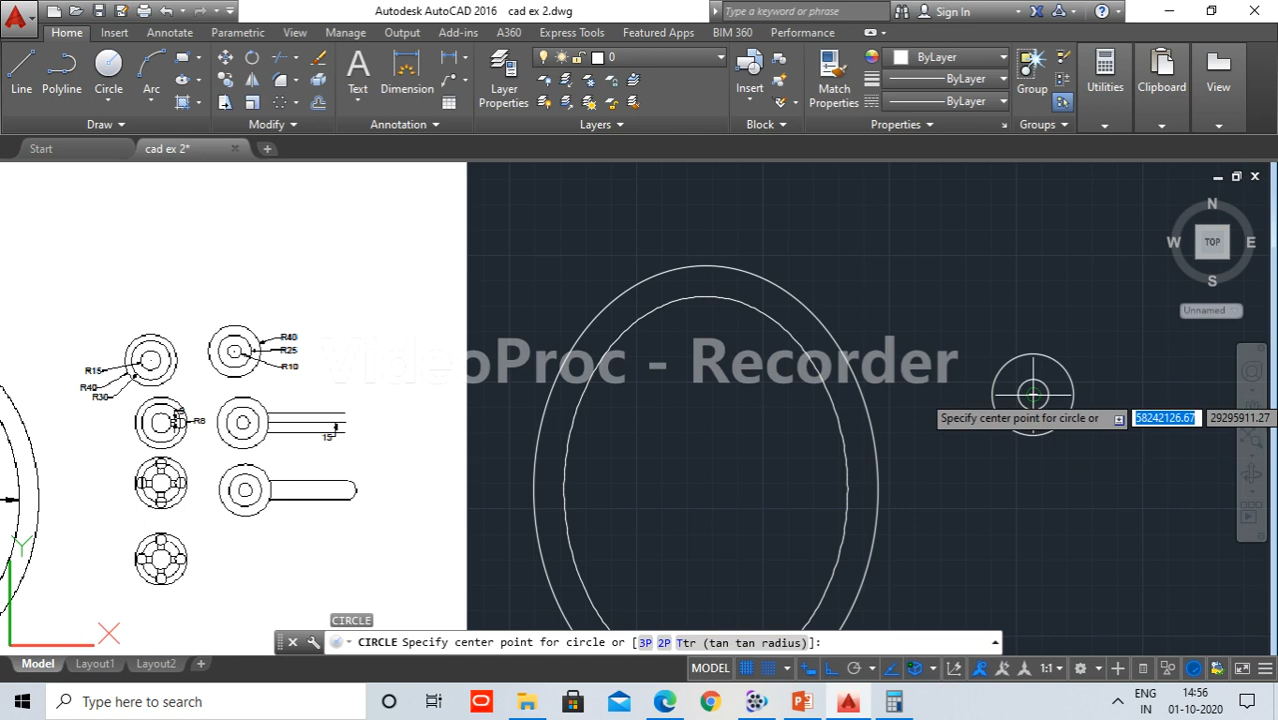 Autodesk AutoCAD 2016 cad ex 2.dwg
Type a keyword or phrase
Sign In
Home Insert Annotate Parametric View Manage Output Add-ins A360 Express Tools Featured Apps BIM 360 Performance
Line Polyline Circle Arc
Text Dimension
Layer Properties
0
Insert
Match Properties
ByLayer
ByLayer
ByLayer
Group
Utilities
Clipboard
View
Draw Modify Annotation Layers Block Properties Groups
Start cad ex 2*
N
W TOP E
S
Unnamed
VideoProc - Recorder
R40
R25
R10
R15
R40
R30
R8
15
Specify center point for circle or 58242126.67 29295911.27
Y
X
CIRCLE
CIRCLE Specify center point for circle or [3P 2P Ttr (tan tan radius)]:
Model Layout1 Layout2
MODEL 1:1
Type here to search
ENG
IN
4:56
01-10-2020